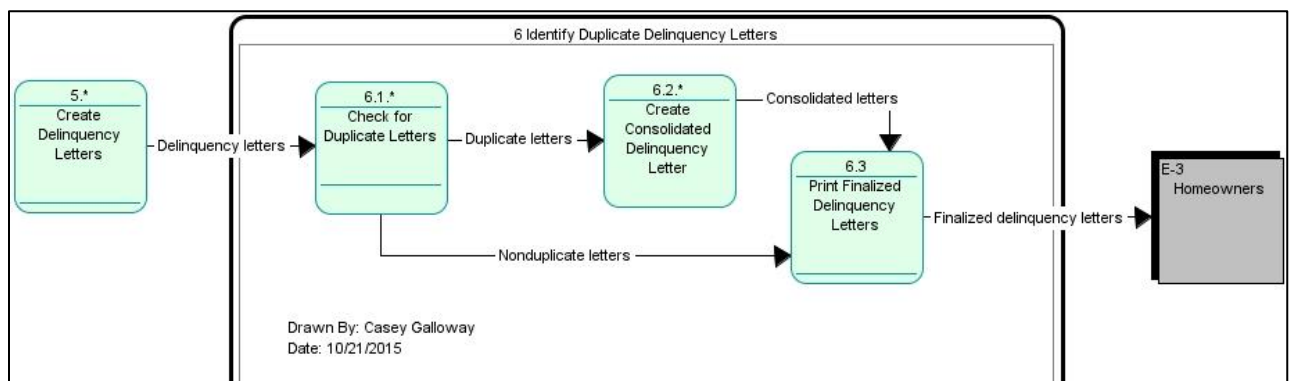 6 Identify Duplicate Delinquency Letters
5.*
Create
Delinquency
Letters
Delinquency letters
6.1.*
Check for
Duplicate Letters
Duplicate letters
6.2.*
Create
Consolidated
Delinquency
Letter
Consolidated letters
6.3
Print Finalized
Delinquency
Letters
Nonduplicate letters
Finalized delinquency letters
E-3
Homeowners
Drawn By: Casey Galloway
Date: 10/21/2015